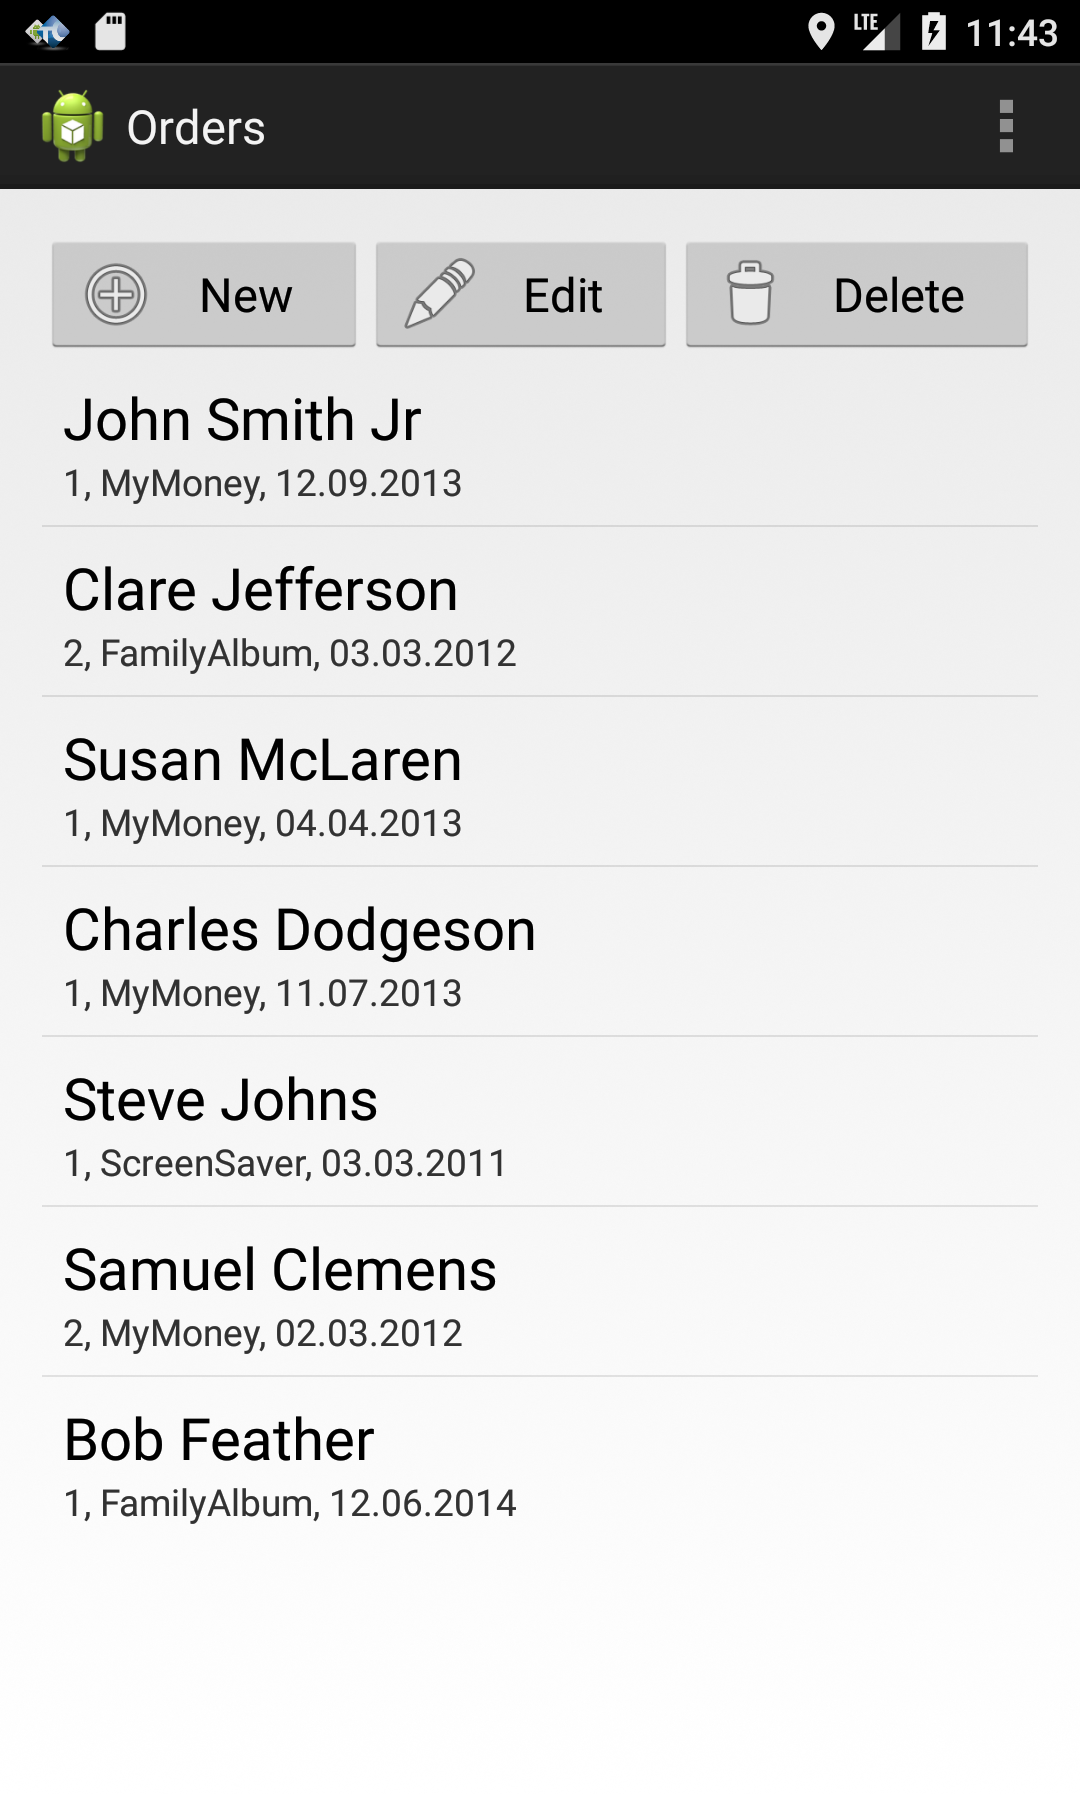 LTE 11:43
Orders
New Edit Delete
John Smith Jr
1, MyMoney, 12.09.2013
Clare Jefferson
2, FamilyAlbum, 03.03.2012
Susan McLaren
1, MyMoney, 04.04.2013
Charles Dodgeson
1, MyMoney, 11.07.2013
Steve Johns
1, ScreenSaver, 03.03.2011
Samuel Clemens
2, MyMoney, 02.03.2012
Bob Feather
1, FamilyAlbum, 12.06.2014